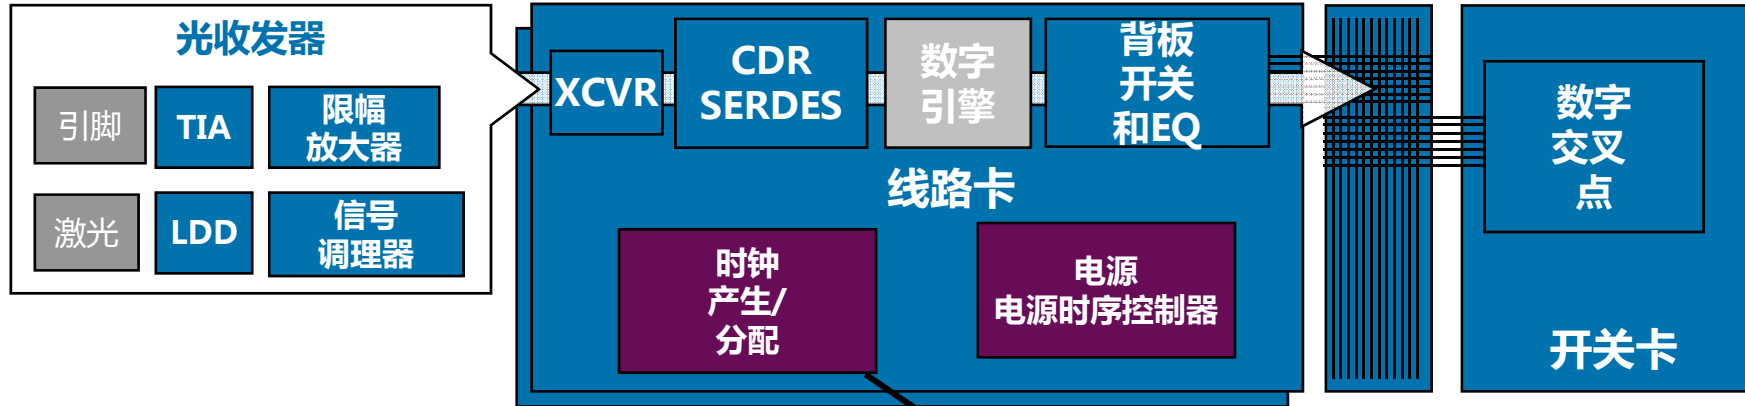 光收发器
引脚
TIA
限幅
放大器
激光
LDD
信号
调理器
XCVR
CDR
SERDES
数字
引擎
背板
开关
和EQ
线路卡
时钟
产生/
分配
电源
电源时序控制器
数字
交叉
点
开关卡